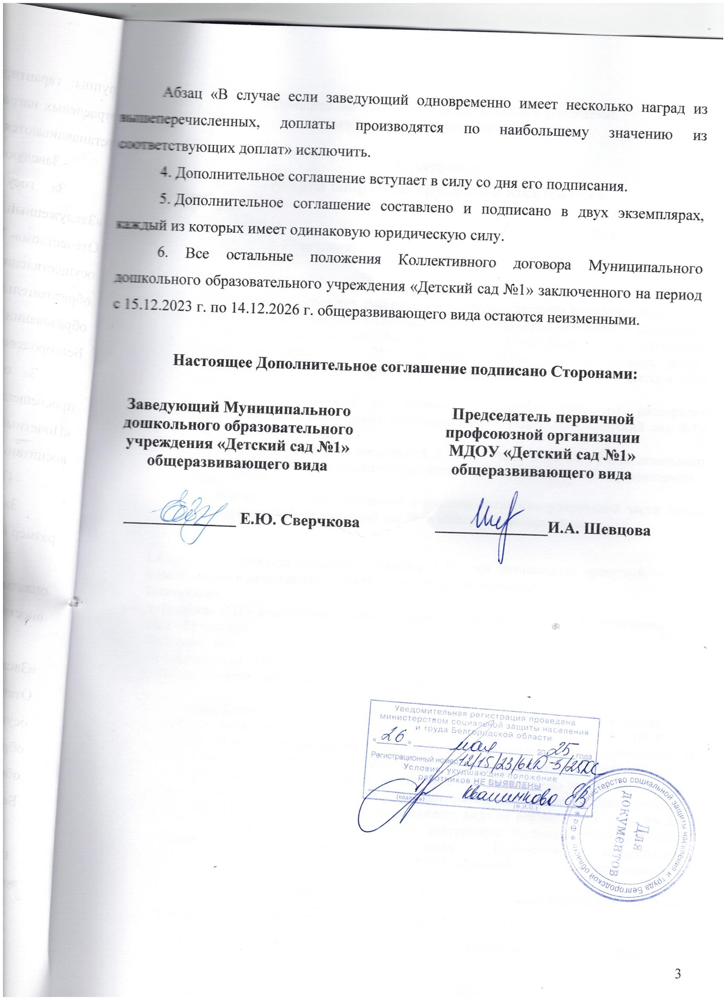 Абзац «В случае если заведующий одновременно имеет несколько наград из
вышеперечисленных, доплаты производятся по наибольшему значению из
соответствующих доплат» исключить.
4. Дополнительное соглашение вступает в силу со дня его подписания.
5. Дополнительное соглашение составлено и подписано в двух экземплярах,
каждый из которых имеет одинаковую юридическую силу.
6. Все остальные положения Коллективного договора Муниципального
дошкольного образовательного учреждения «Детский сад №1» заключенного на период
с 15.12.2023 г. по 14.12.2026 г. общеразвивающего вида остаются неизменными.
Настоящее Дополнительное соглашение подписано Сторонами:
Заведующий Муниципального
дошкольного образовательного
учреждения «Детский сад №1»
общеразвивающего вида
Е.Ю. Сверчкова
Председатель первичной
профсоюзной организации
МДОУ «Детский сад №1»
общеразвивающего вида
И.А. Шевцова
Уведомительная регистрация проведена
министерством социальной защиты населения
и труда Белгородской области
«26» мая 2025 года
Регистрационный номер 12/15/23/6КД-3/25ДС
Условия, ухудшающие положение
работников НЕ ВЫЯВЛЕНЫ
Квашникова ЕВ
(подпись) (Ф.И.О.)
Министерство социальной защиты населения и труда Белгородской области * РФ *
Для
документов
3